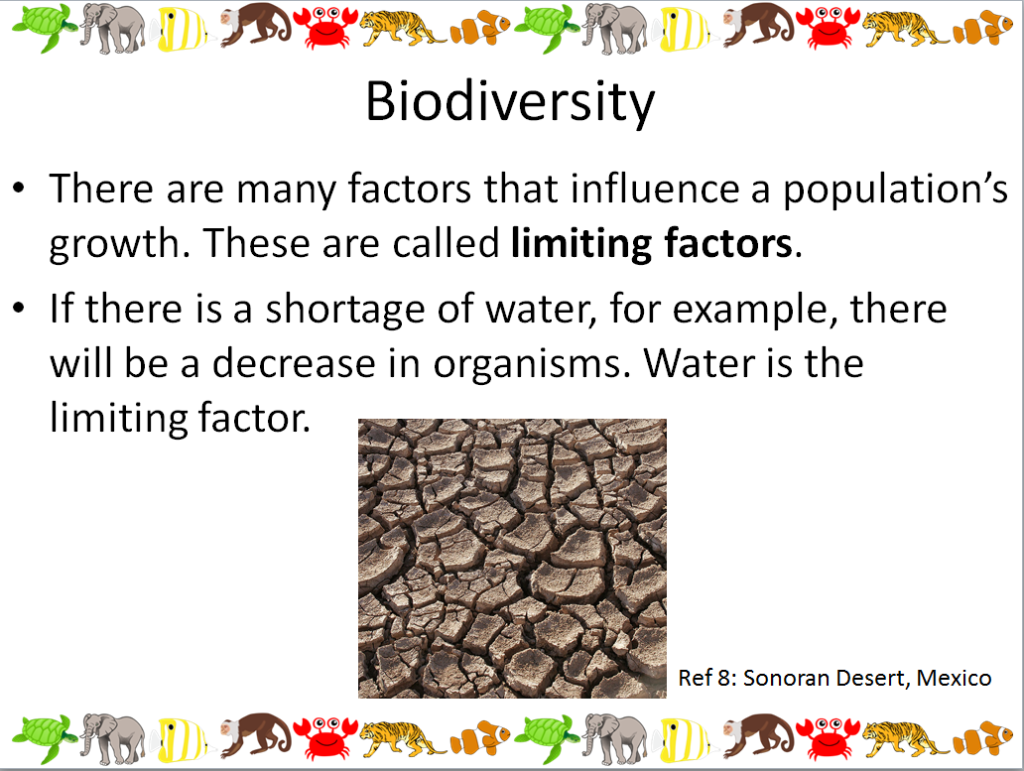 Biodiversity
• There are many factors that influence a population’s
growth. These are called limiting factors.
• If there is a shortage of water, for example, there
will be a decrease in organisms. Water is the
limiting factor.
Ref 8: Sonoran Desert, Mexico